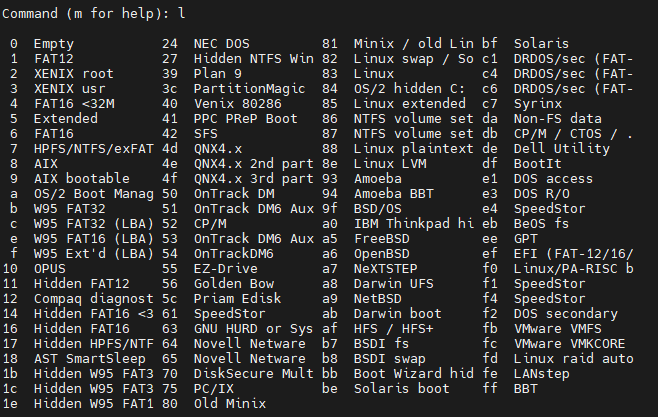 Command (m for help): l
0 Empty 24 NEC DOS 81 Minix / old Lin bf Solaris
1 FAT12 27 Hidden NTFS Win 82 Linux swap / So c1 DRDOS/sec (FAT-
2 XENIX root 39 Plan 9 83 Linux c4 DRDOS/sec (FAT-
3 XENIX usr 3c PartitionMagic 84 OS/2 hidden C: c6 DRDOS/sec (FAT-
4 FAT16 <32M 40 Venix 80286 85 Linux extended c7 Syrinx
5 Extended 41 PPC PReP Boot 86 NTFS volume set da Non-FS data
6 FAT16 42 SFS 87 NTFS volume set db CP/M / CTOS / .
7 HPFS/NTFS/exFAT 4d QNX4.x 88 Linux plaintext de Dell Utility
8 AIX 4e QNX4.x 2nd part 8e Linux LVM df BootIt
9 AIX bootable 4f QNX4.x 3rd part 93 Amoeba e1 DOS access
a OS/2 Boot Manag 50 OnTrack DM 94 Amoeba BBT e3 DOS R/O
b W95 FAT32 51 OnTrack DM6 Aux 9f BSD/OS e4 SpeedStor
c W95 FAT32 (LBA) 52 CP/M a0 IBM Thinkpad hi eb BeOS fs
e W95 FAT16 (LBA) 53 OnTrack DM6 Aux a5 FreeBSD ee GPT
f W95 Ext'd (LBA) 54 OnTrackDM6 a6 OpenBSD ef EFI (FAT-12/16/
10 OPUS 55 EZ-Drive a7 NeXTSTEP f0 Linux/PA-RISC b
11 Hidden FAT12 56 Golden Bow a8 Darwin UFS f1 SpeedStor
12 Compaq diagnost 5c Priam Edisk a9 NetBSD f4 SpeedStor
14 Hidden FAT16 <3 61 SpeedStor ab Darwin boot f2 DOS secondary
16 Hidden FAT16 63 GNU HURD or Sys af HFS / HFS+ fb VMware VMFS
17 Hidden HPFS/NTF 64 Novell Netware b7 BSDI fs fc VMware VMKCORE
18 AST SmartSleep 65 Novell Netware b8 BSDI swap fd Linux raid auto
1b Hidden W95 FAT3 70 DiskSecure Mult bb Boot Wizard hid fe LANstep
1c Hidden W95 FAT3 75 PC/IX be Solaris boot ff BBT
1e Hidden W95 FAT1 80 Old Minix